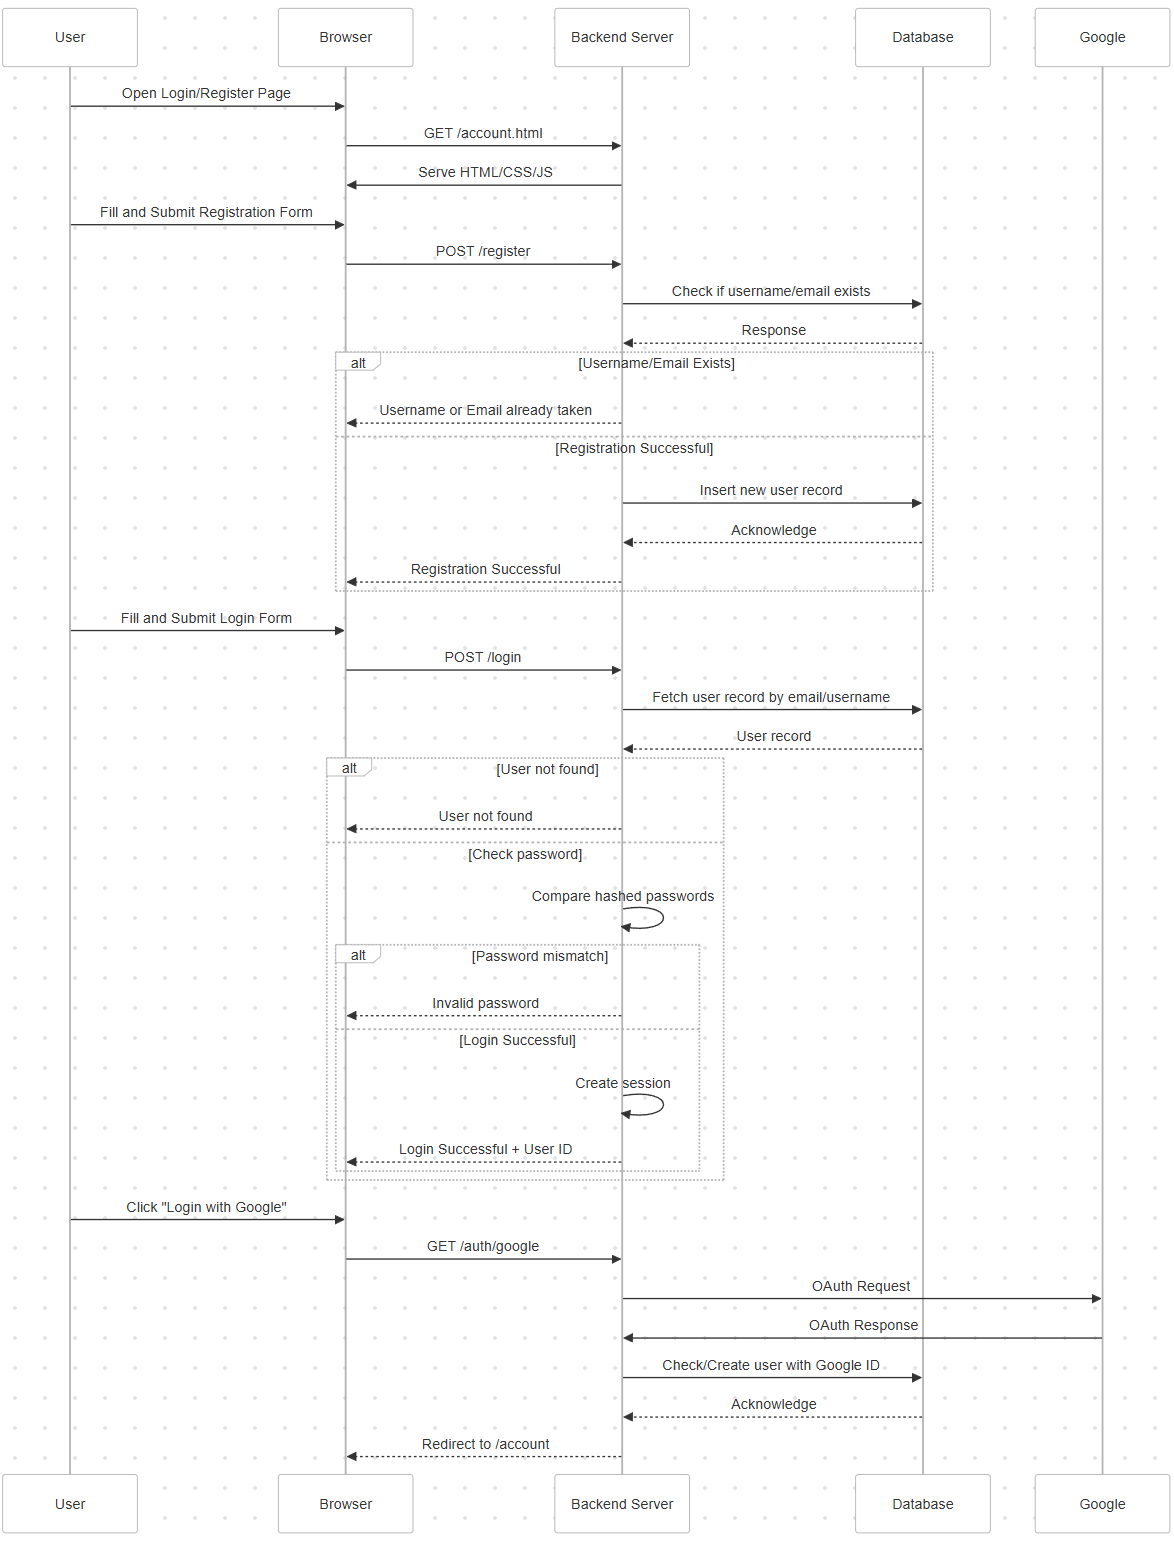 User
Browser
Backend Server
Database
Google
Open Login/Register Page
GET /account.html
Serve HTML/CSS/JS
Fill and Submit Registration Form
POST /register
Check if username/email exists
Response
alt
[Username/Email Exists]
Username or Email already taken
[Registration Successful]
Insert new user record
Acknowledge
Registration Successful
Fill and Submit Login Form
POST /login
Fetch user record by email/username
User record
alt
[User not found]
User not found
[Check password]
Compare hashed passwords
alt
[Password mismatch]
Invalid password
[Login Successful]
Create session
Login Successful + User ID
Click "Login with Google"
GET /auth/google
OAuth Request
OAuth Response
Check/Create user with Google ID
Acknowledge
Redirect to /account
User
Browser
Backend Server
Database
Google